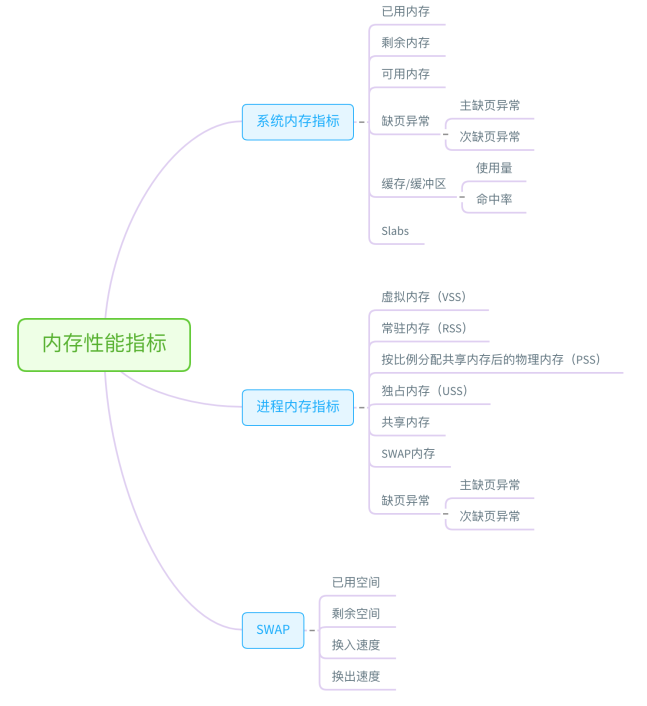 内存性能指标
系统内存指标
已用内存
剩余内存
可用内存
缺页异常
主缺页异常
次缺页异常
缓存/缓冲区
使用量
命中率
Slabs
进程内存指标
虚拟内存（VSS）
常驻内存（RSS）
按比例分配共享内存后的物理内存（PSS）
独占内存（USS）
共享内存
SWAP内存
缺页异常
主缺页异常
次缺页异常
SWAP
已用空间
剩余空间
换入速度
换出速度